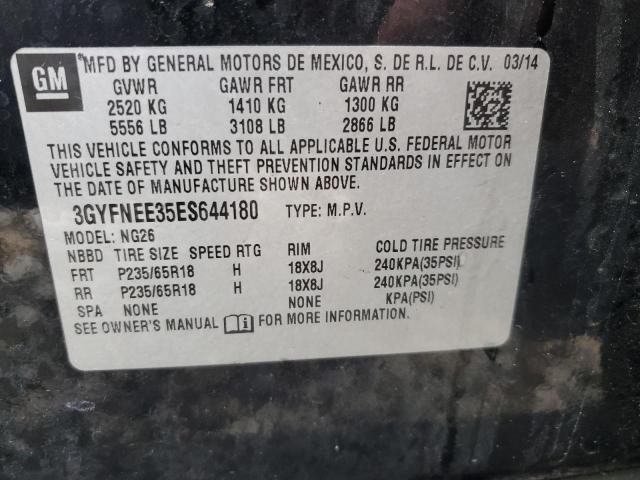 GM
*MFD BY GENERAL MOTORS DE MEXICO, S. DE R.L. DE C.V. 03/14
GVWR GAWR FRT GAWR RR
2520 KG 1410 KG 1300 KG
5556 LB 3108 LB 2866 LB
THIS VEHICLE CONFORMS TO ALL APPLICABLE U.S. FEDERAL MOTOR
VEHICLE SAFETY AND THEFT PREVENTION STANDARDS IN EFFECT ON
THE DATE OF MANUFACTURE SHOWN ABOVE.
3GYFNEE35ES644180 TYPE: M.P.V.
MODEL: NG26
NBBD TIRE SIZE SPEED RTG RIM COLD TIRE PRESSURE
FRT P235/65R18 H 18X8J 240KPA(35PSI)
RR P235/65R18 H 18X8J 240KPA(35PSI)
SPA NONE NONE KPA(PSI)
SEE OWNER'S MANUAL FOR MORE INFORMATION.